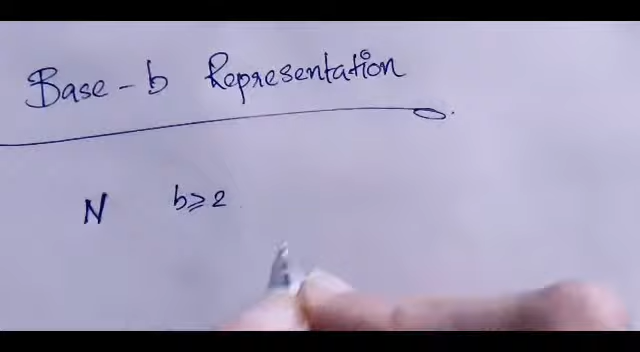 Base - b Representation
N b≥2